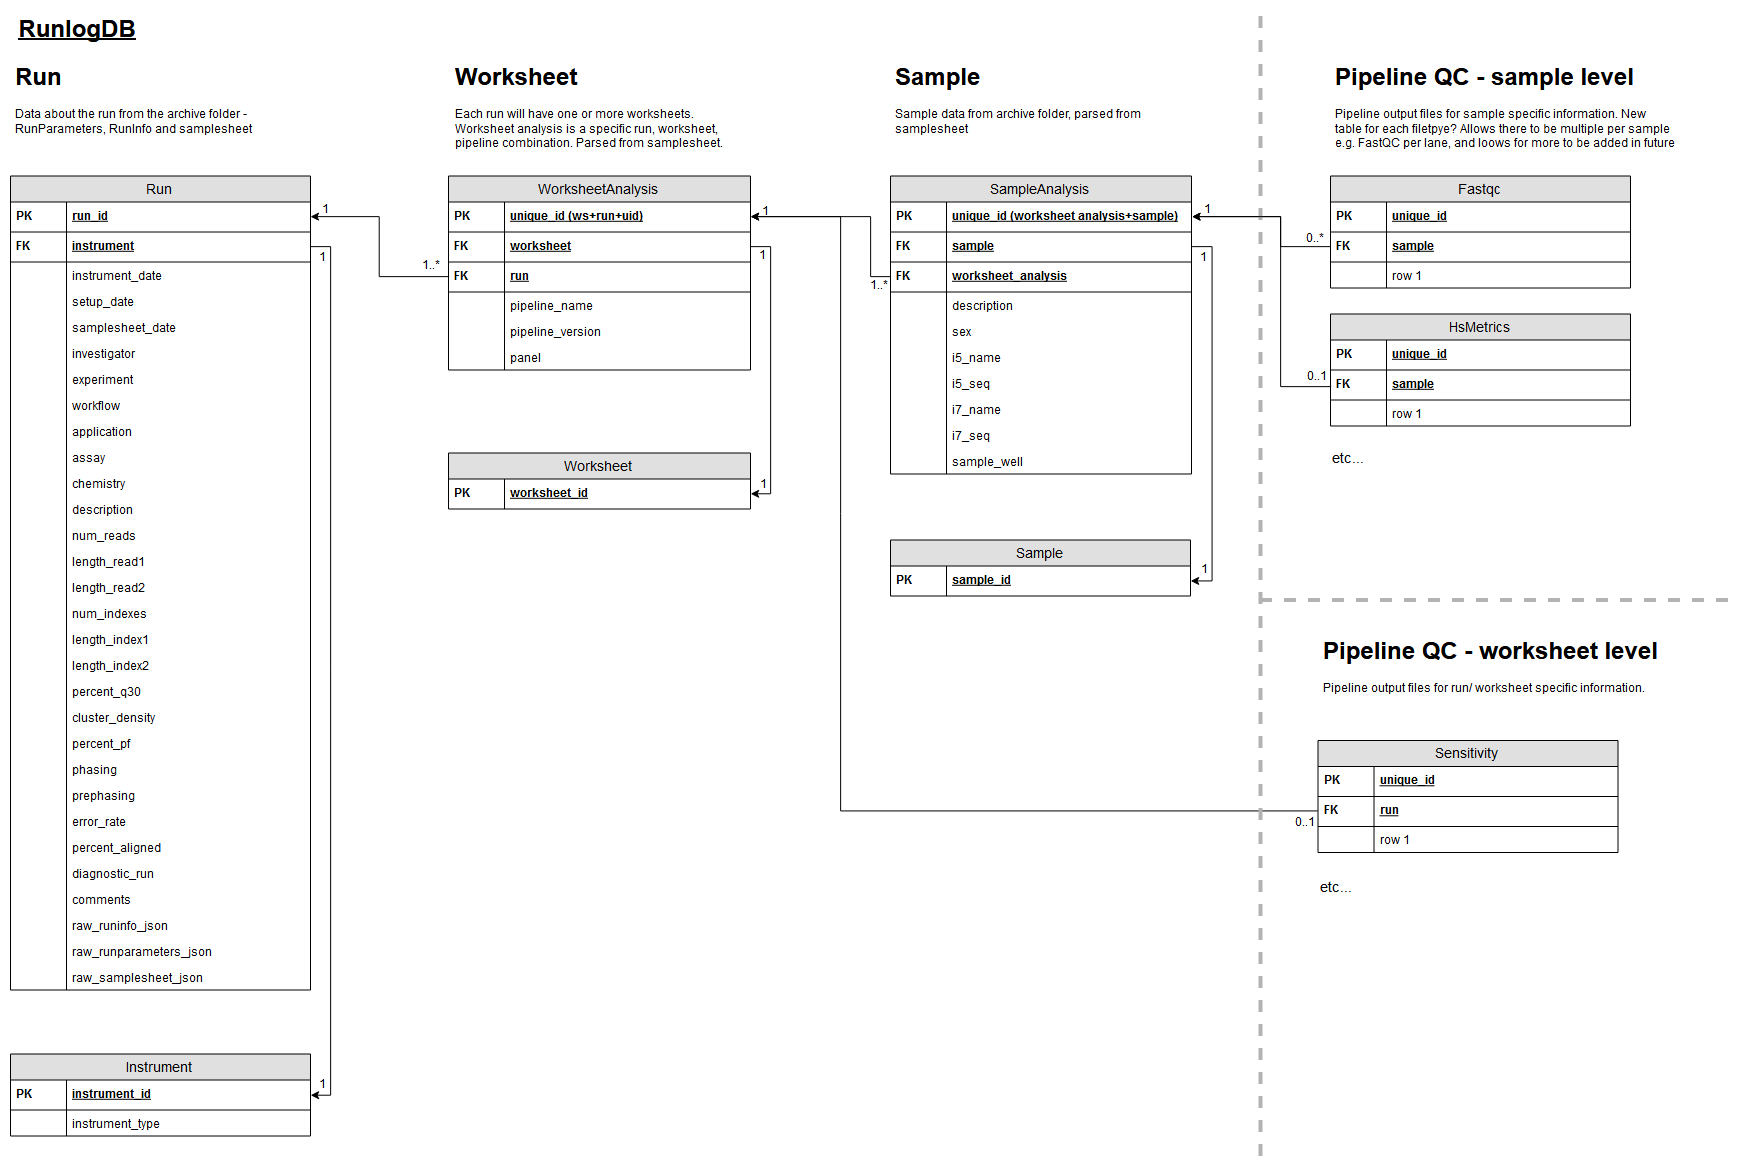 RunlogDB
Run
Data about the run from the archive folder -
RunParameters, RunInfo and samplesheet
Run
PK run_id
FK instrument
instrument_date
setup_date
samplesheet_date
investigator
experiment
workflow
application
assay
chemistry
description
num_reads
length_read1
length_read2
num_indexes
length_index1
length_index2
percent_q30
cluster_density
percent_pf
phasing
prephasing
error_rate
percent_aligned
diagnostic_run
comments
raw_runinfo_json
raw_runparameters_json
raw_samplesheet_json
1
1
1
Instrument
PK instrument_id
instrument_type
Worksheet
Each run will have one or more worksheets.
Worksheet analysis is a specific run, worksheet,
pipeline combination. Parsed from samplesheet.
1..*
WorksheetAnalysis
PK unique_id (ws+run+uid)
FK worksheet
FK run
pipeline_name
pipeline_version
panel
1
1
1
Worksheet
PK worksheet_id
Sample
Sample data from archive folder, parsed from
samplesheet
1..*
SampleAnalysis
PK unique_id (worksheet analysis+sample)
FK sample
FK worksheet_analysis
description
sex
i5_name
i5_seq
i7_name
i7_seq
sample_well
1
1
1
Sample
PK sample_id
Pipeline QC - sample level
Pipeline output files for sample specific information. New
table for each filetpye? Allows there to be multiple per sample
e.g. FastQC per lane, and loows for more to be added in future
0..*
Fastqc
PK unique_id
FK sample
row 1
0..1
HsMetrics
PK unique_id
FK sample
row 1
etc...
Pipeline QC - worksheet level
Pipeline output files for run/ worksheet specific information.
0..1
Sensitivity
PK unique_id
FK run
row 1
etc...